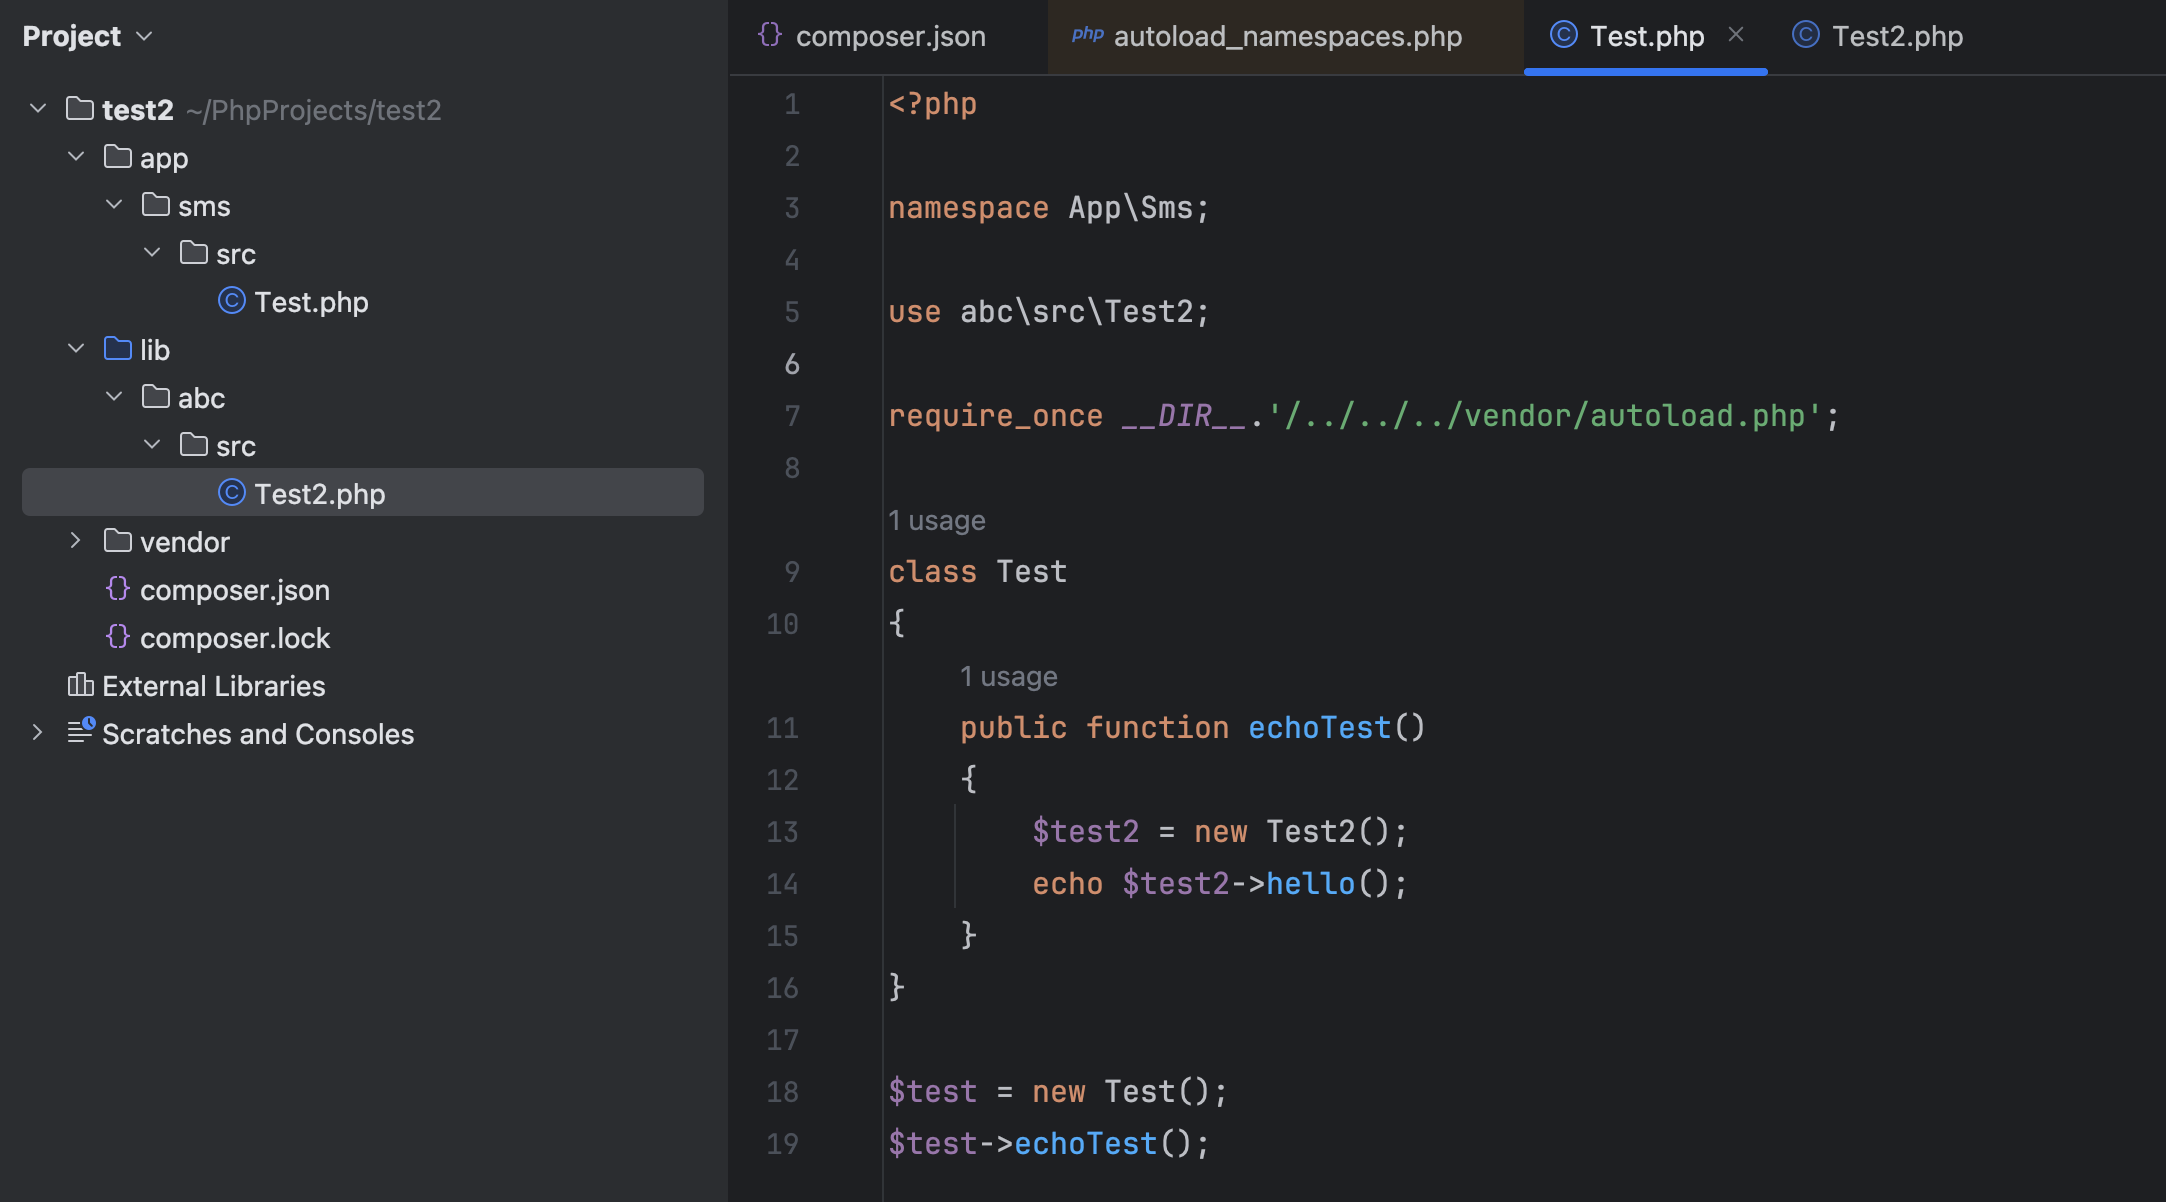 Project
test2 ~/PhpProjects/test2
app
sms
src
Test.php
lib
abc
src
Test2.php
vendor
composer.json
composer.lock
External Libraries
Scratches and Consoles
composer.json
php autoload_namespaces.php
Test.php
Test2.php
1 <?php
2
3 namespace App\Sms;
4
5 use abc\src\Test2;
6
7 require_once __DIR__.'/../../../vendor/autoload.php';
8
1 usage
9 class Test
10 {
1 usage
11 public function echoTest()
12 {
13 $test2 = new Test2();
14 echo $test2->hello();
15 }
16 }
17
18 $test = new Test();
19 $test->echoTest();